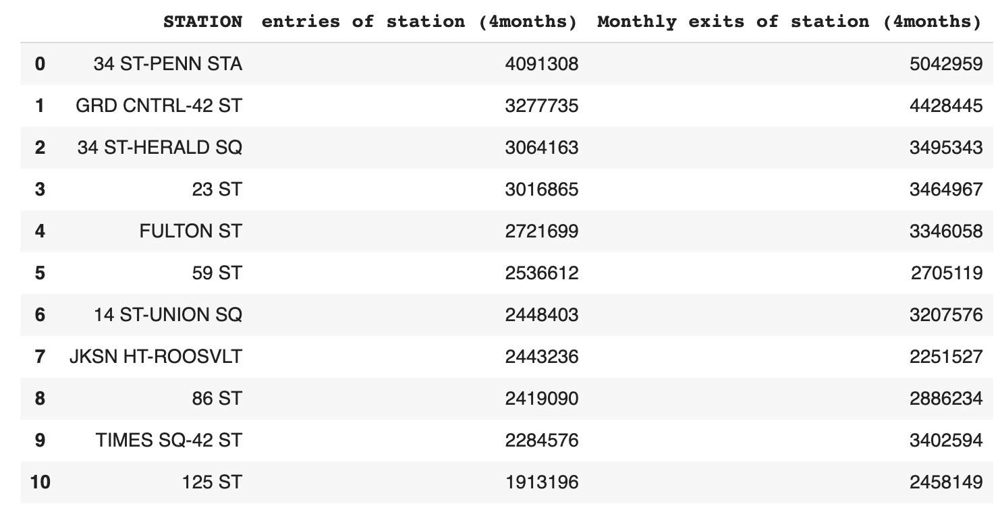 STATION entries of station (4months) Monthly exits of station (4months)
0 34 ST-PENN STA 4091308 5042959
1 GRD CNTRL-42 ST 3277735 4428445
2 34 ST-HERALD SQ 3064163 3495343
3 23 ST 3016865 3464967
4 FULTON ST 2721699 3346058
5 59 ST 2536612 2705119
6 14 ST-UNION SQ 2448403 3207576
7 JKSN HT-ROOSVLT 2443236 2251527
8 86 ST 2419090 2886234
9 TIMES SQ-42 ST 2284576 3402594
10 125 ST 1913196 2458149